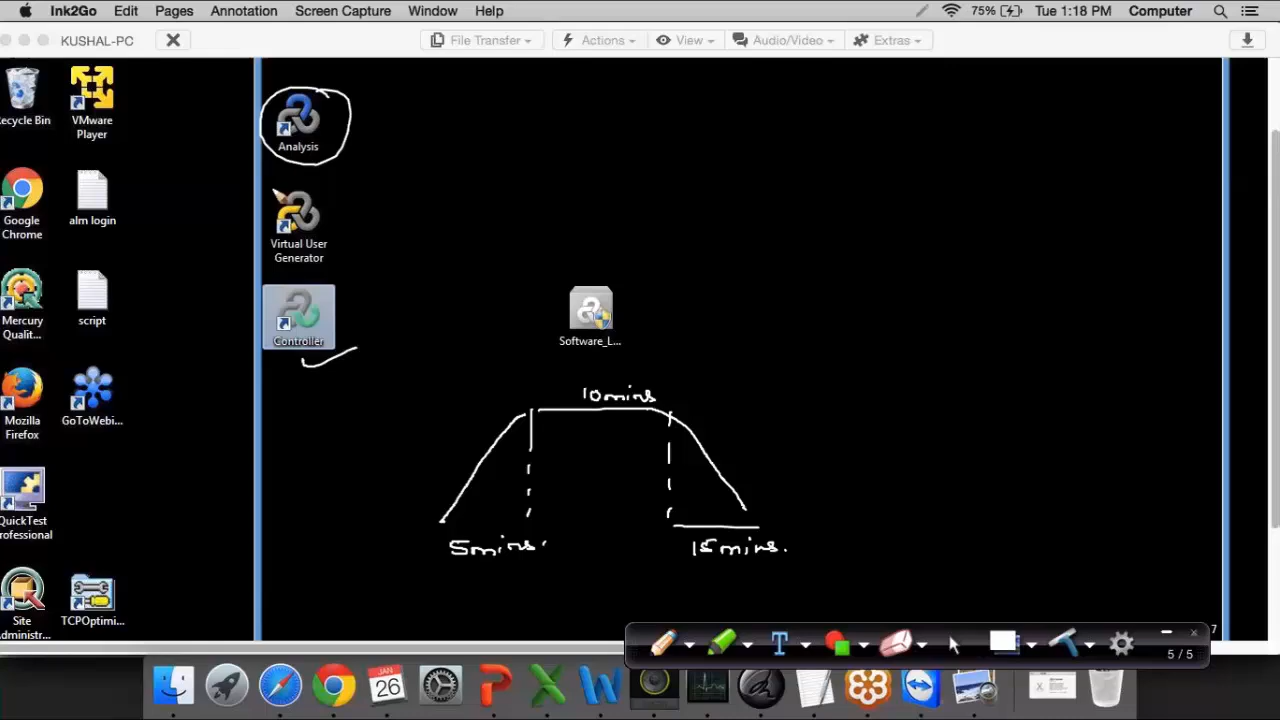 Ink2Go Edit Pages Annotation Screen Capture Window Help 75% Tue 1:18 PM Computer
KUSHAL-PC File Transfer Actions View Audio/Video Extras
Recycle Bin
VMware
Player
Analysis
Google
Chrome
alm login
Virtual User
Generator
Mercury
Qualit...
script
Controller
Software_L...
Mozilla
Firefox
GoToWebi...
10mins
QuickTest
Professional
5mins.
15mins.
Site
Administr...
TCPOptimi...
7
T
5/5
JAN
26